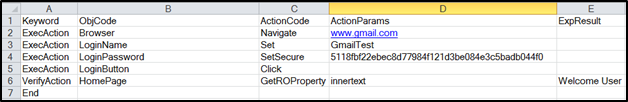 A B C D E
1 Keyword ObjCode ActionCode ActionParams ExpResult
2 ExecAction Browser Navigate www.gmail.com
3 ExecAction LoginName Set GmailTest
4 ExecAction LoginPassword SetSecure 5118fbf22ebec8d77984f121d3be084e3c5badb044f0
5 ExecAction LoginButton Click
6 VerifyAction HomePage GetROProperty innertext Welcome User
7 End